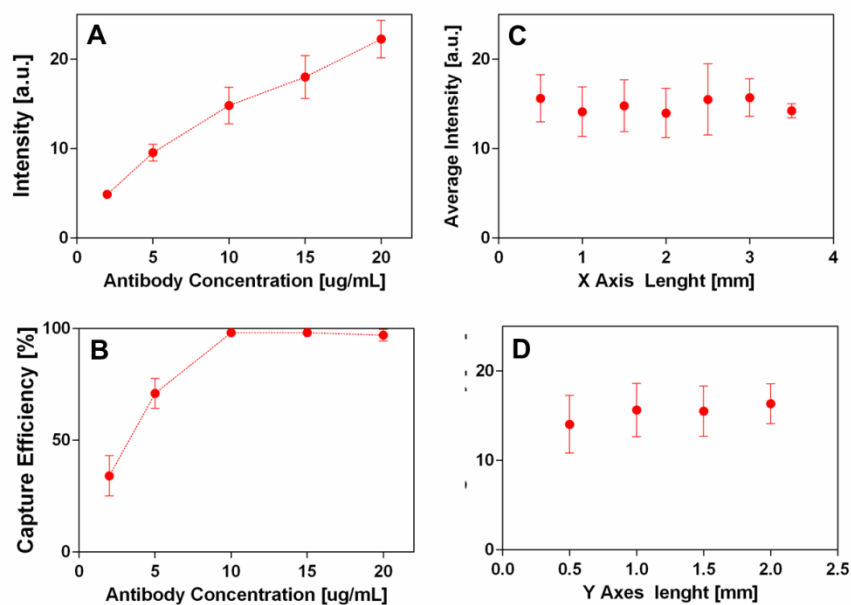 A
Intensity [a.u.]
20
10
0
0 5 10 15 20
Antibody Concentration [ug/mL]
C
Average Intensity [a.u.]
20
10
0
0 1 2 3 4
X Axis Lenght [mm]
B
Capture Efficiency [%]
100
50
0
0 5 10 15 20
Antibody Concentration [ug/mL]
D
20
10
0
0.0 0.5 1.0 1.5 2.0 2.5
Y Axes lenght [mm]